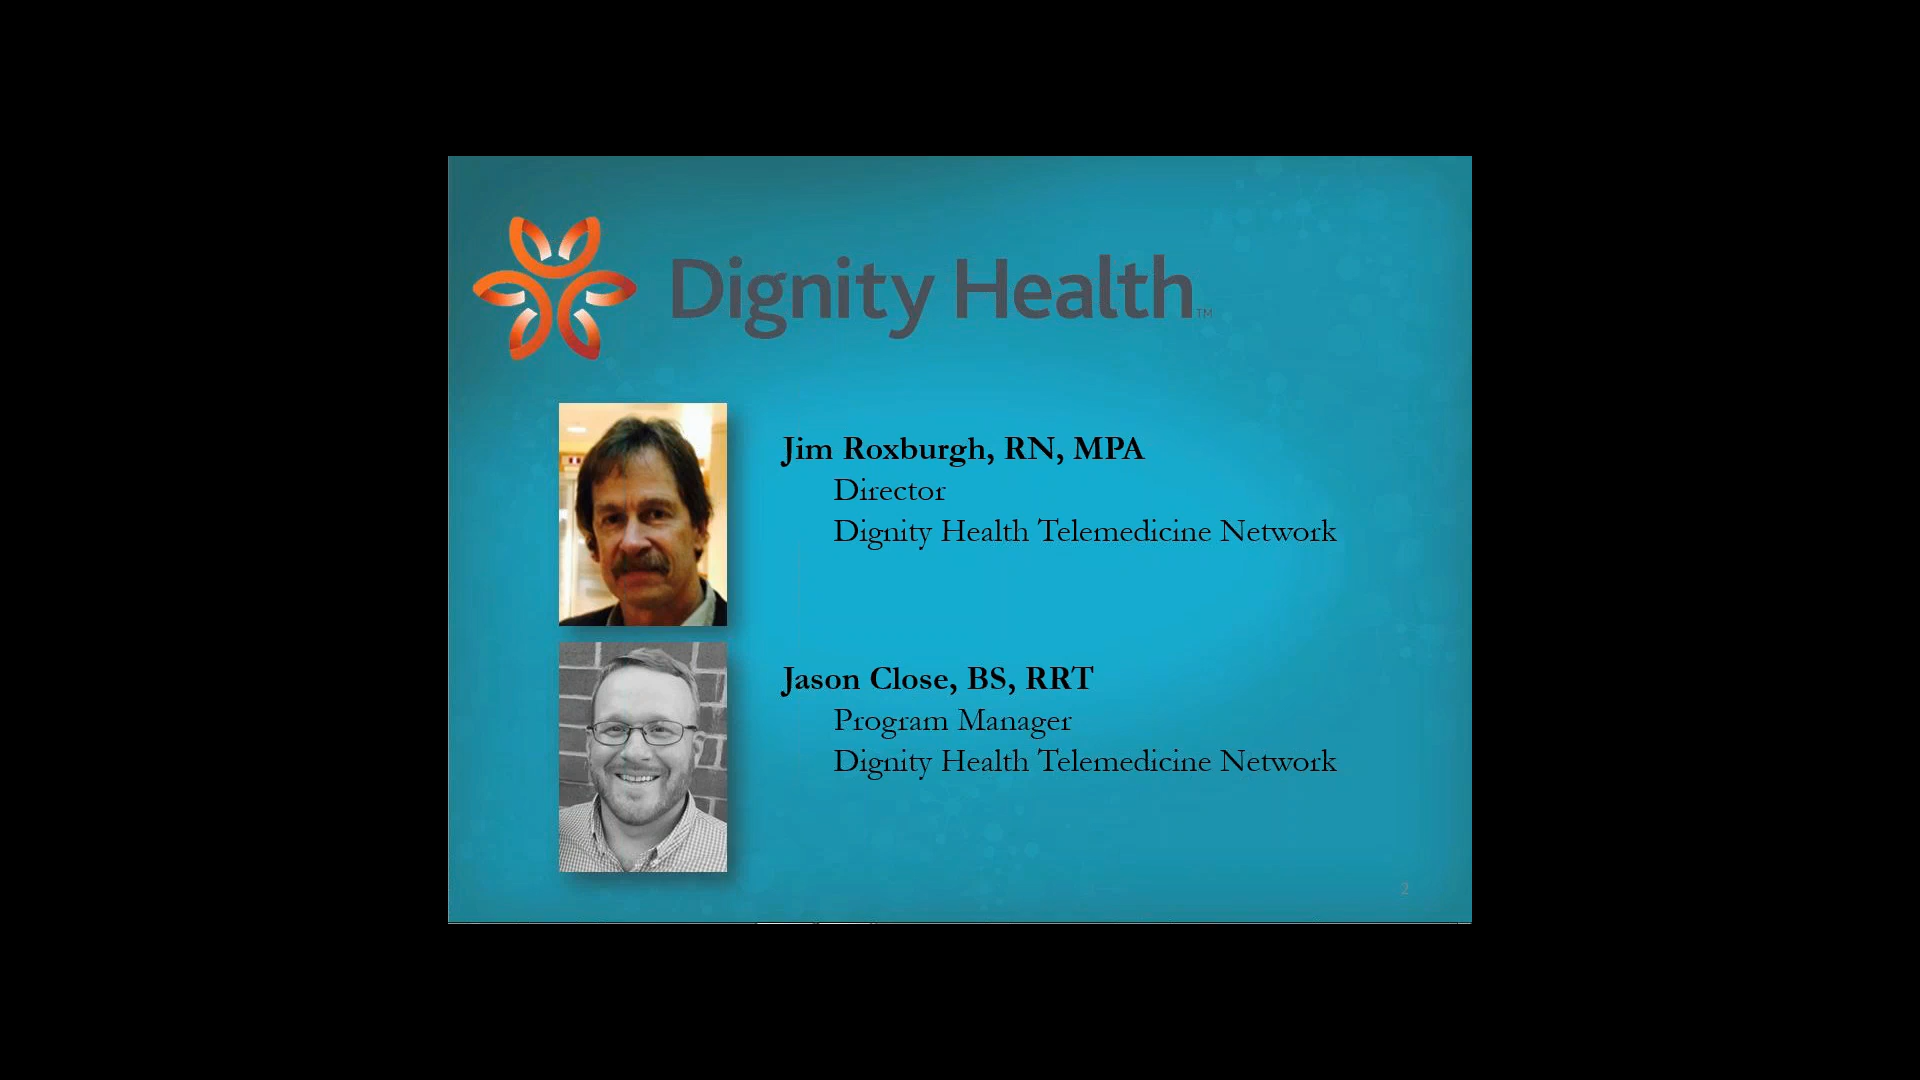 Dignity Health™
Jim Roxburgh, RN, MPA
Director
Dignity Health Telemedicine Network
Jason Close, BS, RRT
Program Manager
Dignity Health Telemedicine Network
2